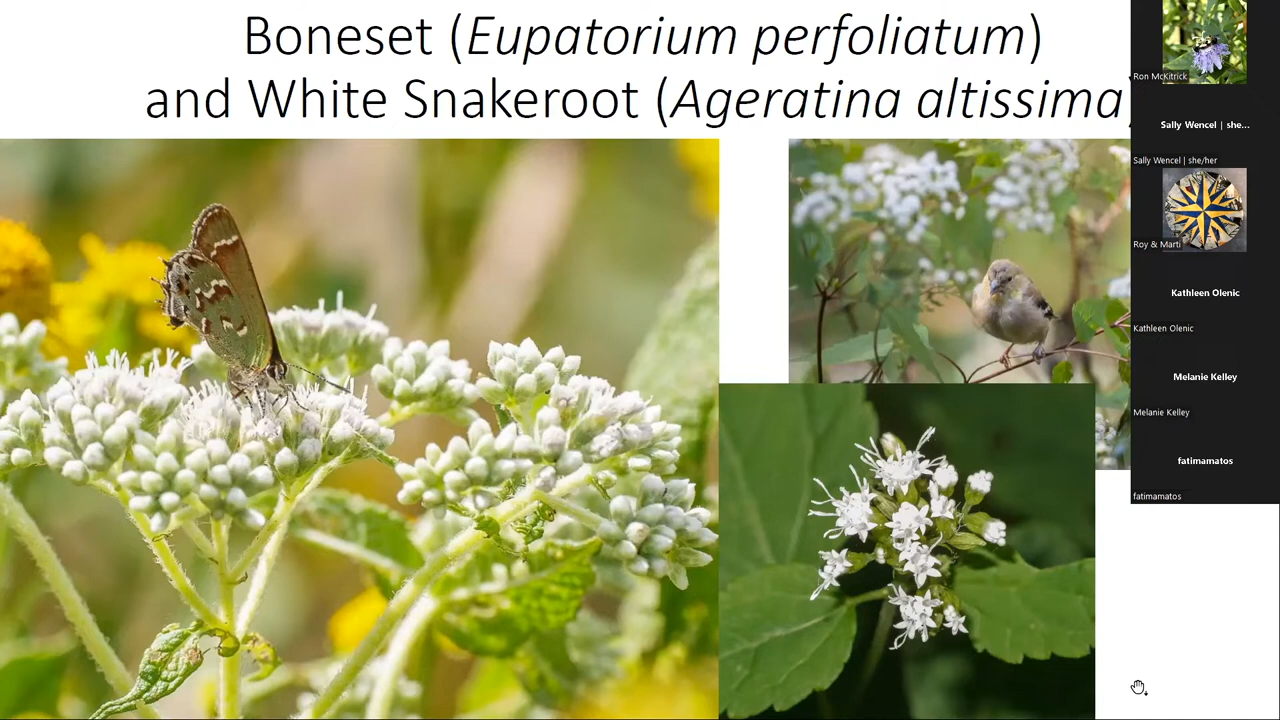 Boneset (Eupatorium perfoliatum)
and White Snakeroot (Ageratina altissima)
Ron McKitrick
Sally Wencel | she...
Sally Wencel | she/her
Roy & Marti
Kathleen Olenic
Kathleen Olenic
Melanie Kelley
Melanie Kelley
fatimamatos
fatimamatos